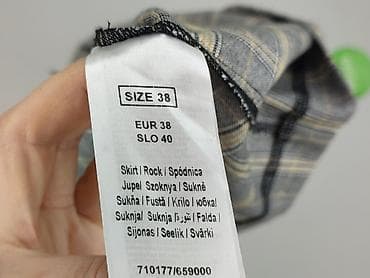 SIZE 38
EUR 38
SLO 40
Skirt / Rock / Spódnica
Jupe/ Szoknya / Sukně
Sukňa / Fustă / Krilo / юбка/
Suknja/ Suknja /تنورة / Falda /
Sijonas / Seelik / Svārki
710177/659000